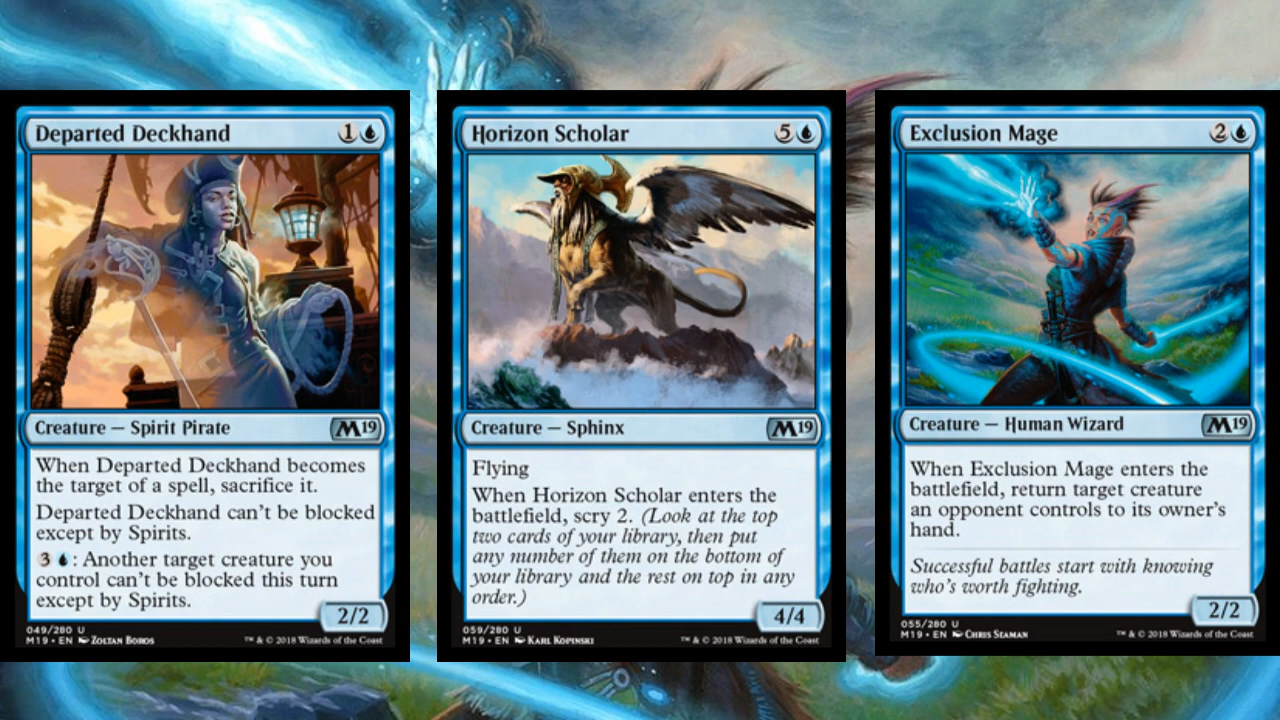 Departed Deckhand 1
Creature — Spirit Pirate M19
When Departed Deckhand becomes
the target of a spell, sacrifice it.
Departed Deckhand can't be blocked
except by Spirits.
3 : Another target creature you
control can't be blocked this turn
except by Spirits.
2/2
049/280 U
M19 • EN Zoltan Boros ™ & © 2018 Wizards of the Coast
Horizon Scholar 5
Creature — Sphinx M19
Flying
When Horizon Scholar enters the
battlefield, scry 2. (Look at the top
two cards of your library, then put
any number of them on the bottom of
your library and the rest on top in any
order.)
4/4
059/280 U
M19 • EN Karl Kopinski ™ & © 2018 Wizards of the Coast
Exclusion Mage 2
Creature — Human Wizard M19
When Exclusion Mage enters the
battlefield, return target creature
an opponent controls to its owner's
hand.
Successful battles start with knowing
who's worth fighting.
2/2
055/280 U
M19 • EN Chris Seaman ™ & © 2018 Wizards of the Coast